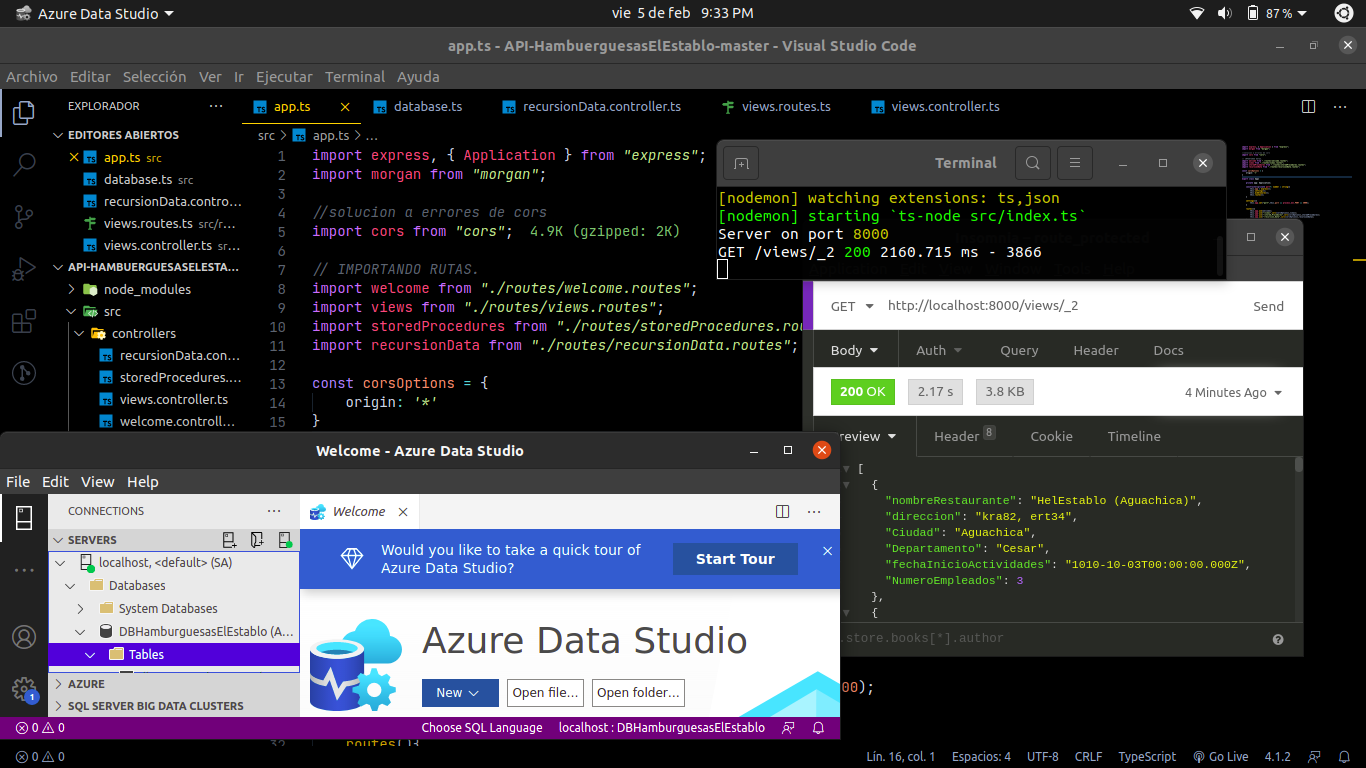 Azure Data Studio
vie 5 de feb 9:33 PM
87 %
app.ts - API-HambuerguesasElEstablo-master - Visual Studio Code
Archivo Editar Selección Ver Ir Ejecutar Terminal Ayuda
EXPLORADOR
app.ts
database.ts
recursionData.controller.ts
views.routes.ts
views.controller.ts
EDITORES ABIERTOS
app.ts src
database.ts src
recursionData.contro...
views.routes.ts src/r...
views.controller.ts sr...
API-HAMBUERGUESASELESTA...
node_modules
src
controllers
recursionData.con...
storedProcedures....
views.controller.ts
welcome.controll...
src > app.ts > ...
1 import express, { Application } from "express";
2 import morgan from "morgan";
3
4 //solucion a errores de cors
5 import cors from "cors"; 4.9K (gzipped: 2K)
6
7 // IMPORTANDO RUTAS.
8 import welcome from "./routes/welcome.routes";
9 import views from "./routes/views.routes";
10 import storedProcedures from "./routes/storedProcedures.rou
11 import recursionData from "./routes/recursionData.routes";
12
13 const corsOptions = {
14 origin: '*'
15 }
Terminal
[nodemon] watching extensions: ts,json
[nodemon] starting `ts-node src/index.ts`
Server on port 8000
GET /views/_2 200 2160.715 ms - 3866
GET http://localhost:8000/views/_2 Send
Body Auth Query Header Docs
200 OK 2.17 s 3.8 KB 4 Minutes Ago
review Header 8 Cookie Timeline
[
{
"nombreRestaurante": "HelEstablo (Aguachica)",
"direccion": "kra82, ert34",
"Ciudad": "Aguachica",
"Departamento": "Cesar",
"fechaInicioActividades": "1010-10-03T00:00:00.000Z",
"NumeroEmpleados": 3
},
{
.store.books[*].author
Welcome - Azure Data Studio
File Edit View Help
CONNECTIONS
Welcome
SERVERS
localhost, <default> (SA)
Databases
System Databases
DBHamburguesasElEstablo (A...
Tables
AZURE
SQL SERVER BIG DATA CLUSTERS
1
Would you like to take a quick tour of
Azure Data Studio?
Start Tour
Azure Data Studio
New
Open file...
Open folder...
0 0
Choose SQL Language
localhost : DBHamburguesasElEstablo
00);
32 routes(){
0 0
Lín. 16, col. 1 Espacios: 4 UTF-8 CRLF TypeScript Go Live 4.1.2